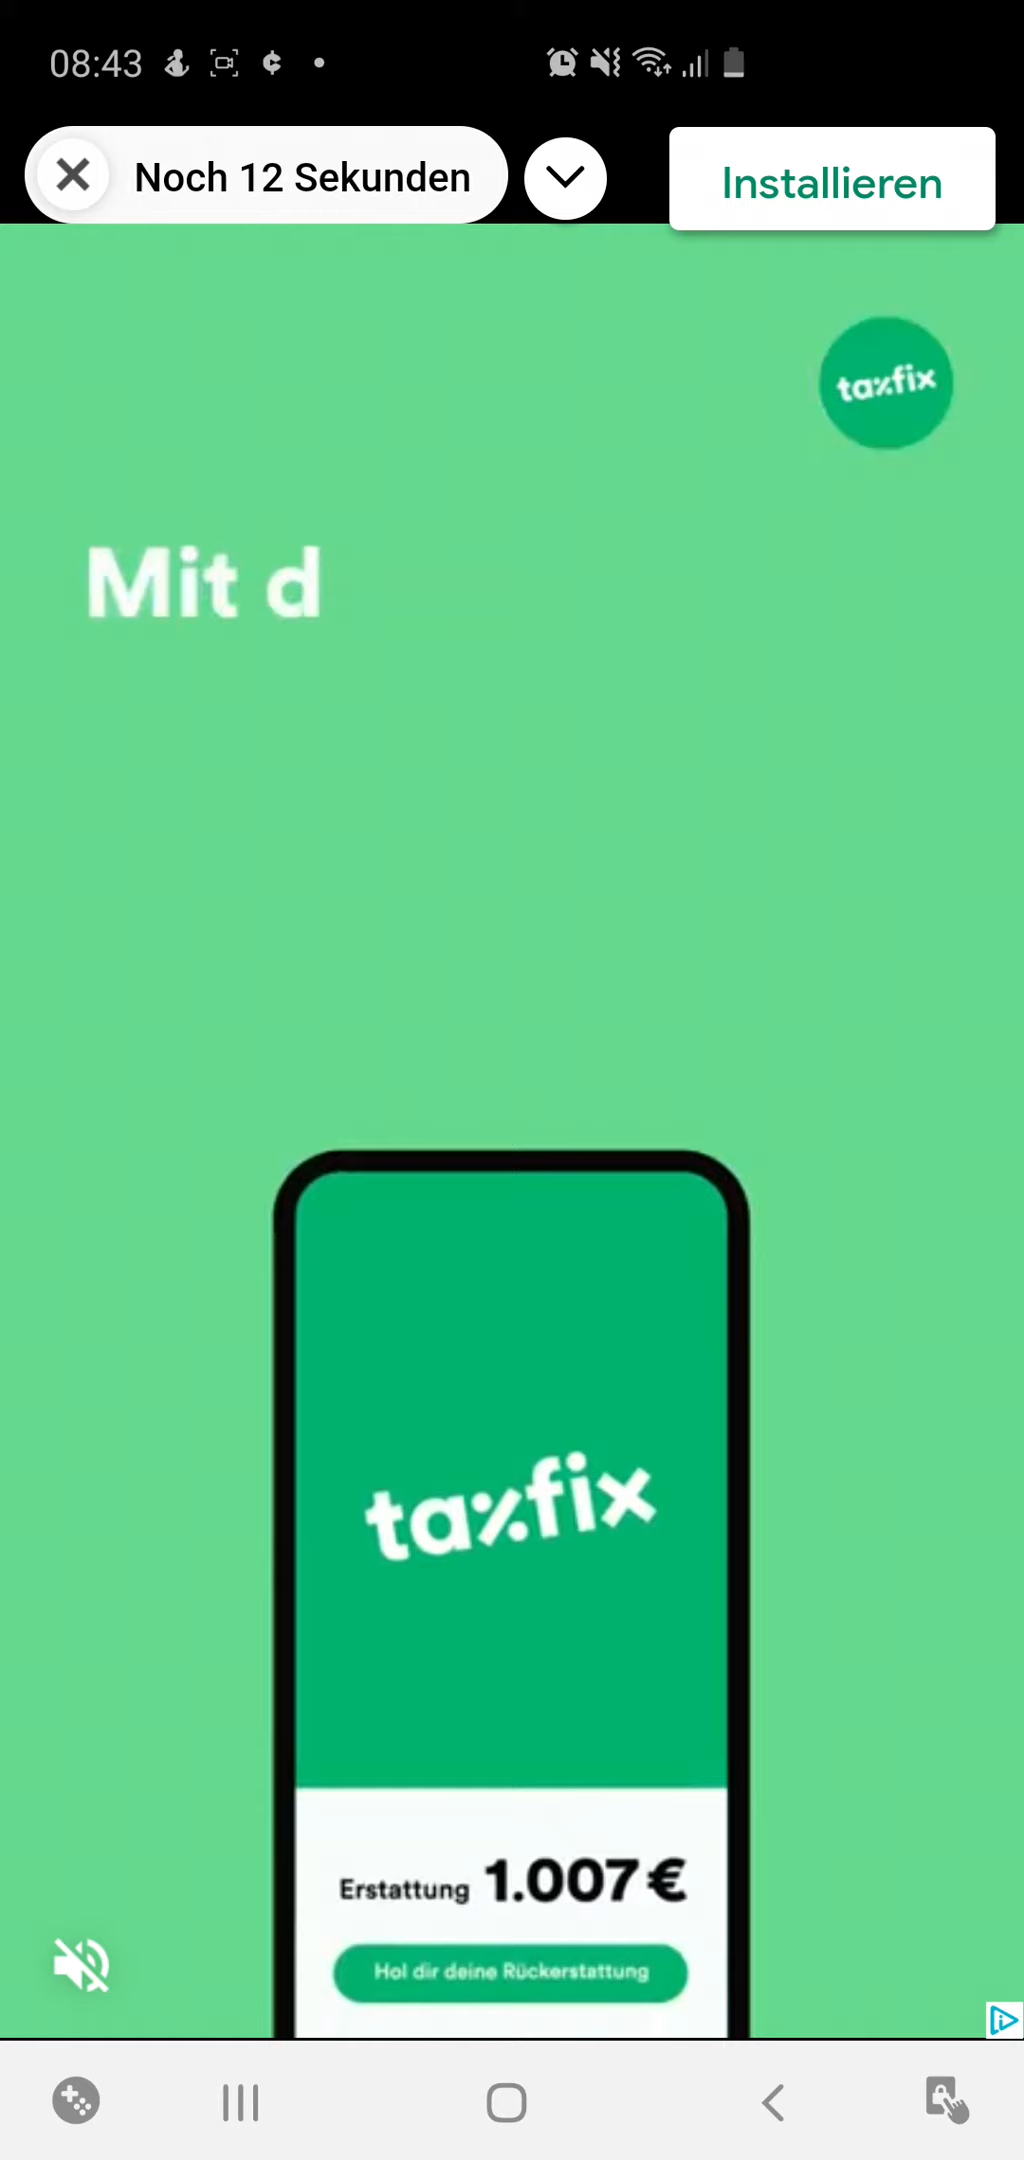 08:43
Noch 12 Sekunden
Installieren
taxfix
Mit d
taxfix
Erstattung 1.007 €
Hol dir deine Rückerstattung